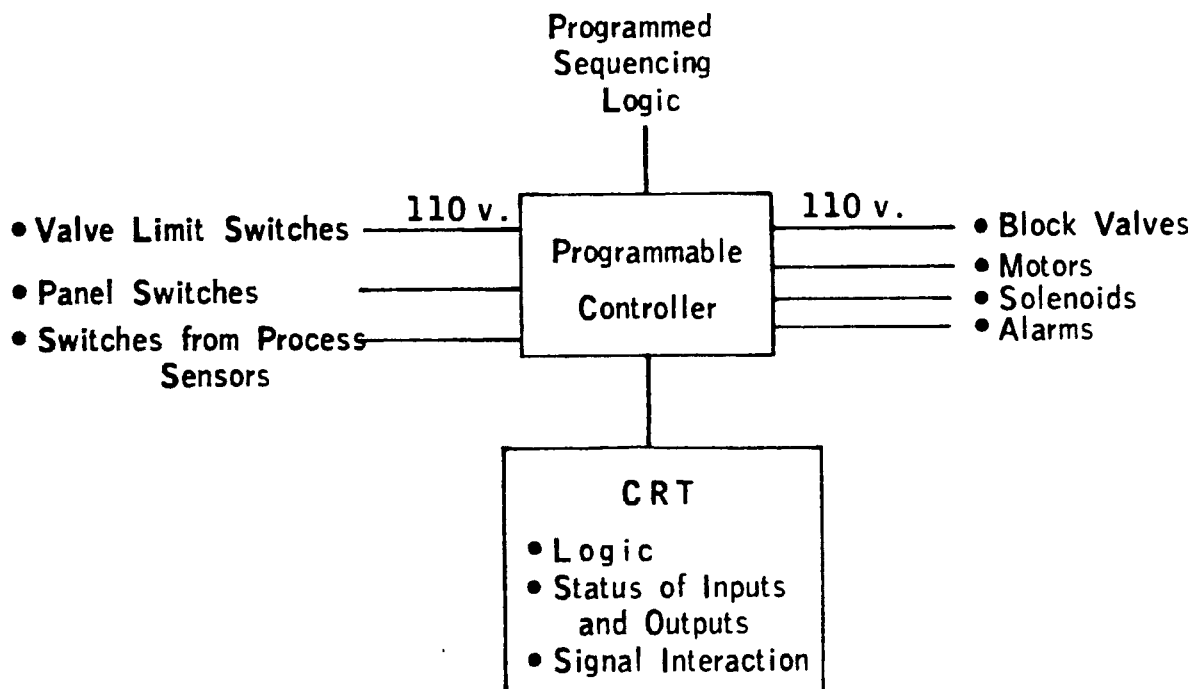 Programmed
Sequencing
Logic
110 v.
110 v.
• Valve Limit Switches
• Panel Switches
• Switches from Process
Sensors
Programmable
Controller
• Block Valves
• Motors
• Solenoids
• Alarms
CRT
• Logic
• Status of Inputs
and Outputs
• Signal Interaction